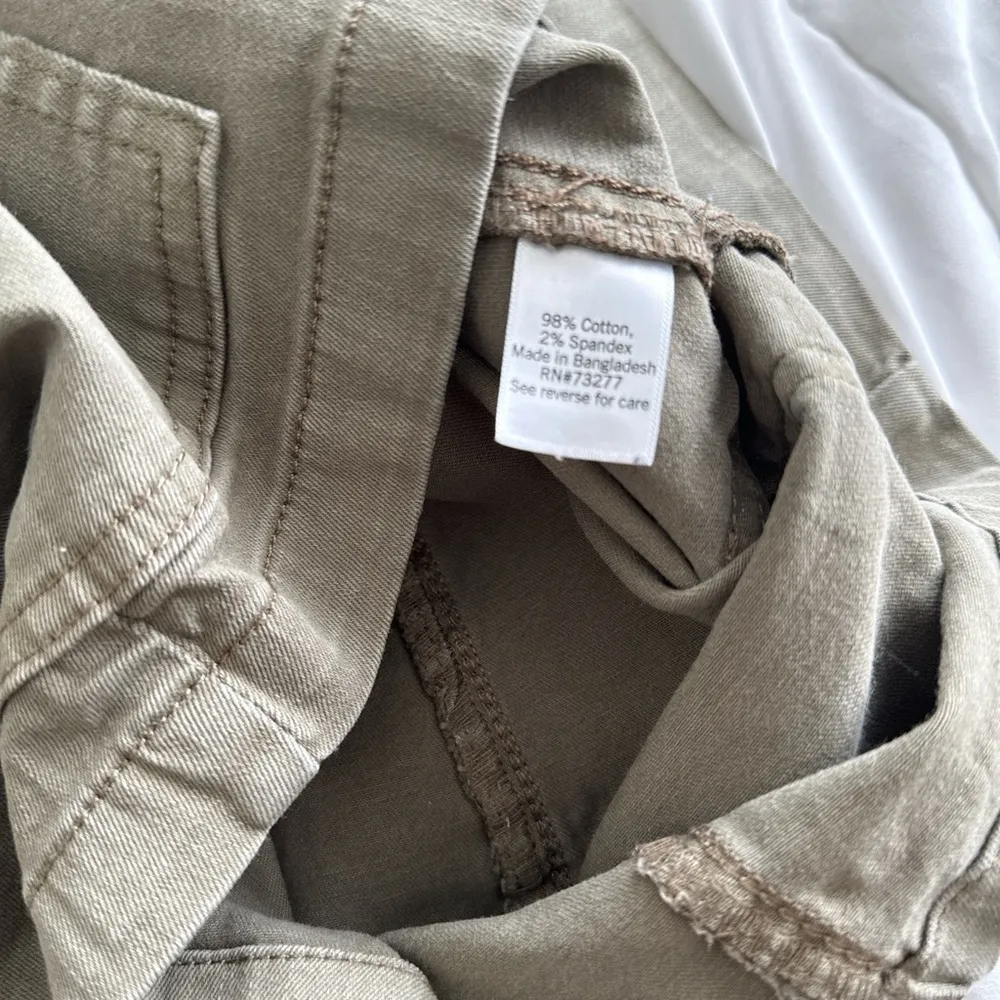 98% Cotton,
2% Spandex
Made in Bangladesh
RN#73277
See reverse for care